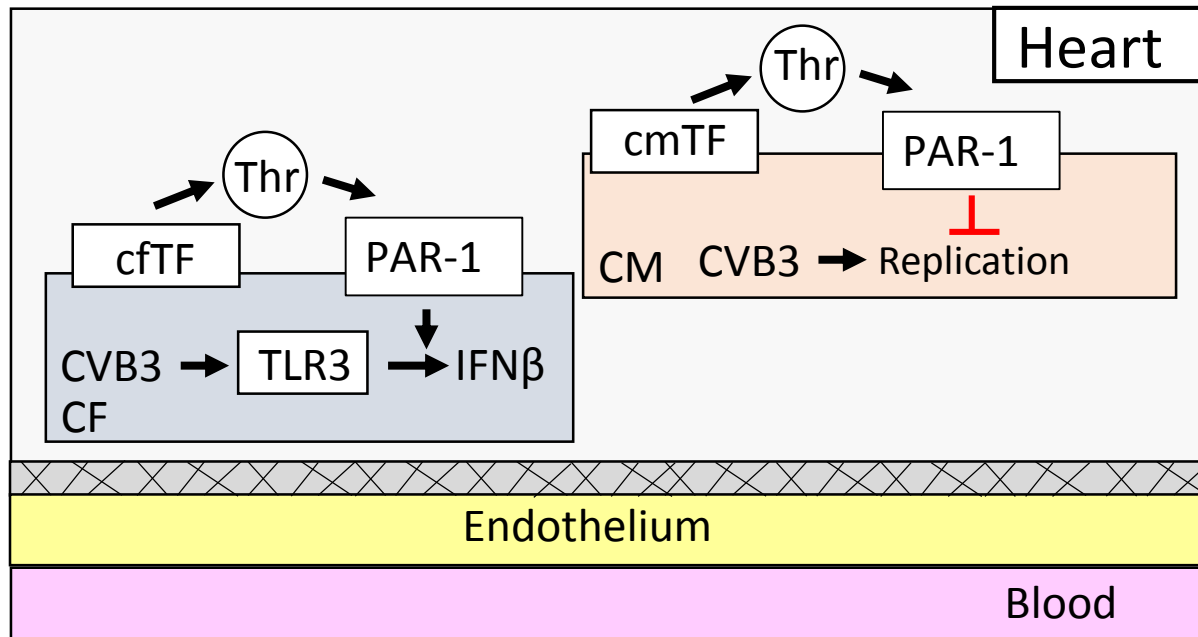 Heart
Thr
cmTF
PAR-1
CM
CVB3
Replication
Thr
cfTF
PAR-1
CVB3
TLR3
IFNβ
CF
Endothelium
Blood